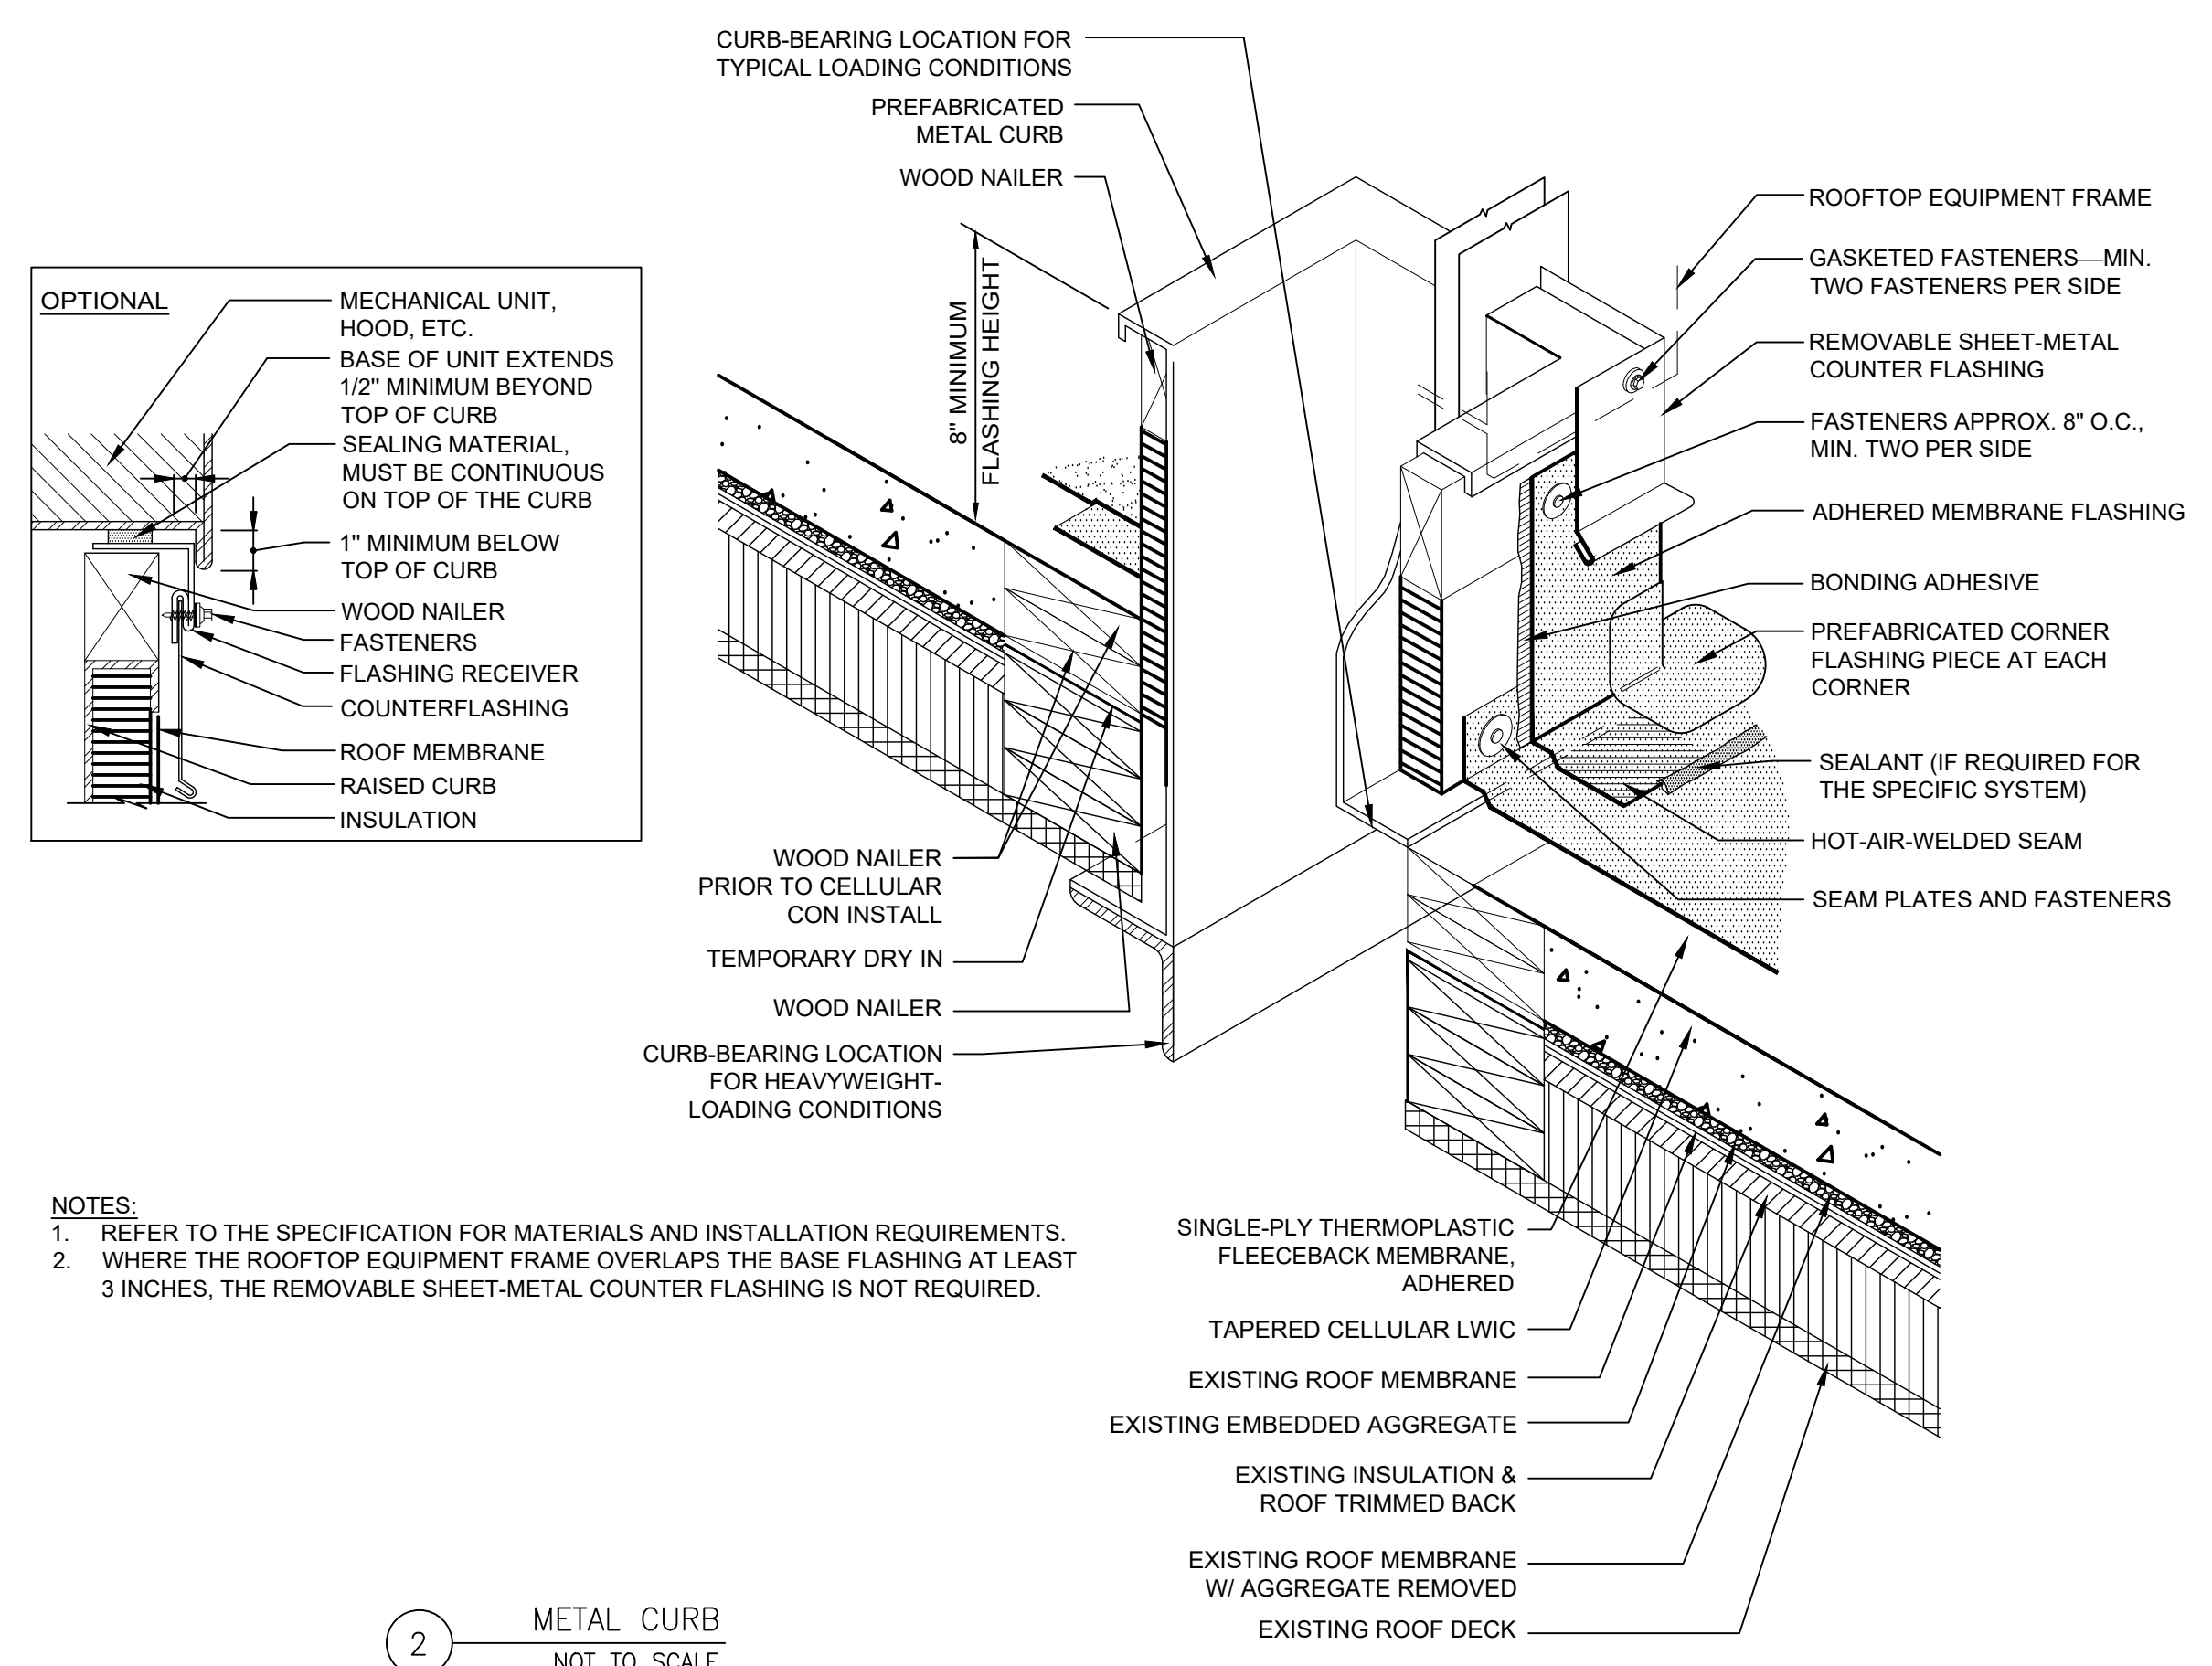 CURB-BEARING LOCATION FOR
TYPICAL LOADING CONDITIONS
PREFABRICATED
METAL CURB
WOOD NAILER
8" MINIMUM
FLASHING HEIGHT
OPTIONAL
MECHANICAL UNIT,
HOOD, ETC.
BASE OF UNIT EXTENDS
1/2" MINIMUM BEYOND
TOP OF CURB
SEALING MATERIAL,
MUST BE CONTINUOUS
ON TOP OF THE CURB
1" MINIMUM BELOW
TOP OF CURB
WOOD NAILER
FASTENERS
FLASHING RECEIVER
COUNTERFLASHING
ROOF MEMBRANE
RAISED CURB
INSULATION
ROOFTOP EQUIPMENT FRAME
GASKETED FASTENERS—MIN.
TWO FASTENERS PER SIDE
REMOVABLE SHEET-METAL
COUNTER FLASHING
FASTENERS APPROX. 8" O.C.,
MIN. TWO PER SIDE
ADHERED MEMBRANE FLASHING
BONDING ADHESIVE
PREFABRICATED CORNER
FLASHING PIECE AT EACH
CORNER
SEALANT (IF REQUIRED FOR
THE SPECIFIC SYSTEM)
HOT-AIR-WELDED SEAM
SEAM PLATES AND FASTENERS
WOOD NAILER
PRIOR TO CELLULAR
CON INSTALL
TEMPORARY DRY IN
WOOD NAILER
CURB-BEARING LOCATION
FOR HEAVYWEIGHT-
LOADING CONDITIONS
NOTES:
1. REFER TO THE SPECIFICATION FOR MATERIALS AND INSTALLATION REQUIREMENTS.
2. WHERE THE ROOFTOP EQUIPMENT FRAME OVERLAPS THE BASE FLASHING AT LEAST
3 INCHES, THE REMOVABLE SHEET-METAL COUNTER FLASHING IS NOT REQUIRED.
SINGLE-PLY THERMOPLASTIC
FLEECEBACK MEMBRANE,
ADHERED
TAPERED CELLULAR LWIC
EXISTING ROOF MEMBRANE
EXISTING EMBEDDED AGGREGATE
EXISTING INSULATION &
ROOF TRIMMED BACK
EXISTING ROOF MEMBRANE
W/ AGGREGATE REMOVED
EXISTING ROOF DECK
2
METAL CURB
NOT TO SCALE